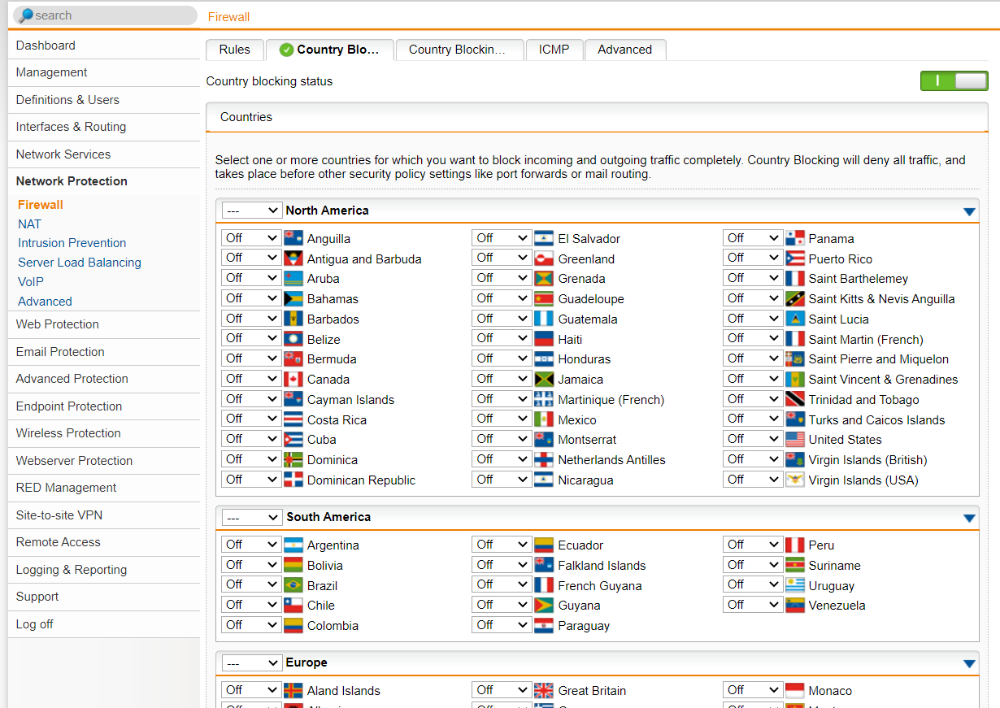 search
Firewall
Dashboard
Management
Definitions & Users
Interfaces & Routing
Network Services
Network Protection
Firewall
NAT
Intrusion Prevention
Server Load Balancing
VoIP
Advanced
Web Protection
Email Protection
Advanced Protection
Endpoint Protection
Wireless Protection
Webserver Protection
RED Management
Site-to-site VPN
Remote Access
Logging & Reporting
Support
Log off
Rules Country Blo... Country Blockin... ICMP Advanced
Country blocking status
Countries
Select one or more countries for which you want to block incoming and outgoing traffic completely. Country Blocking will deny all traffic, and
takes place before other security policy settings like port forwards or mail routing.
--- North America
Off Anguilla Off El Salvador Off Panama
Off Antigua and Barbuda Off Greenland Off Puerto Rico
Off Aruba Off Grenada Off Saint Barthelemey
Off Bahamas Off Guadeloupe Off Saint Kitts & Nevis Anguilla
Off Barbados Off Guatemala Off Saint Lucia
Off Belize Off Haiti Off Saint Martin (French)
Off Bermuda Off Honduras Off Saint Pierre and Miquelon
Off Canada Off Jamaica Off Saint Vincent & Grenadines
Off Cayman Islands Off Martinique (French) Off Trinidad and Tobago
Off Costa Rica Off Mexico Off Turks and Caicos Islands
Off Cuba Off Montserrat Off United States
Off Dominica Off Netherlands Antilles Off Virgin Islands (British)
Off Dominican Republic Off Nicaragua Off Virgin Islands (USA)
--- South America
Off Argentina Off Ecuador Off Peru
Off Bolivia Off Falkland Islands Off Suriname
Off Brazil Off French Guyana Off Uruguay
Off Chile Off Guyana Off Venezuela
Off Colombia Off Paraguay
--- Europe
Off Aland Islands Off Great Britain Off Monaco